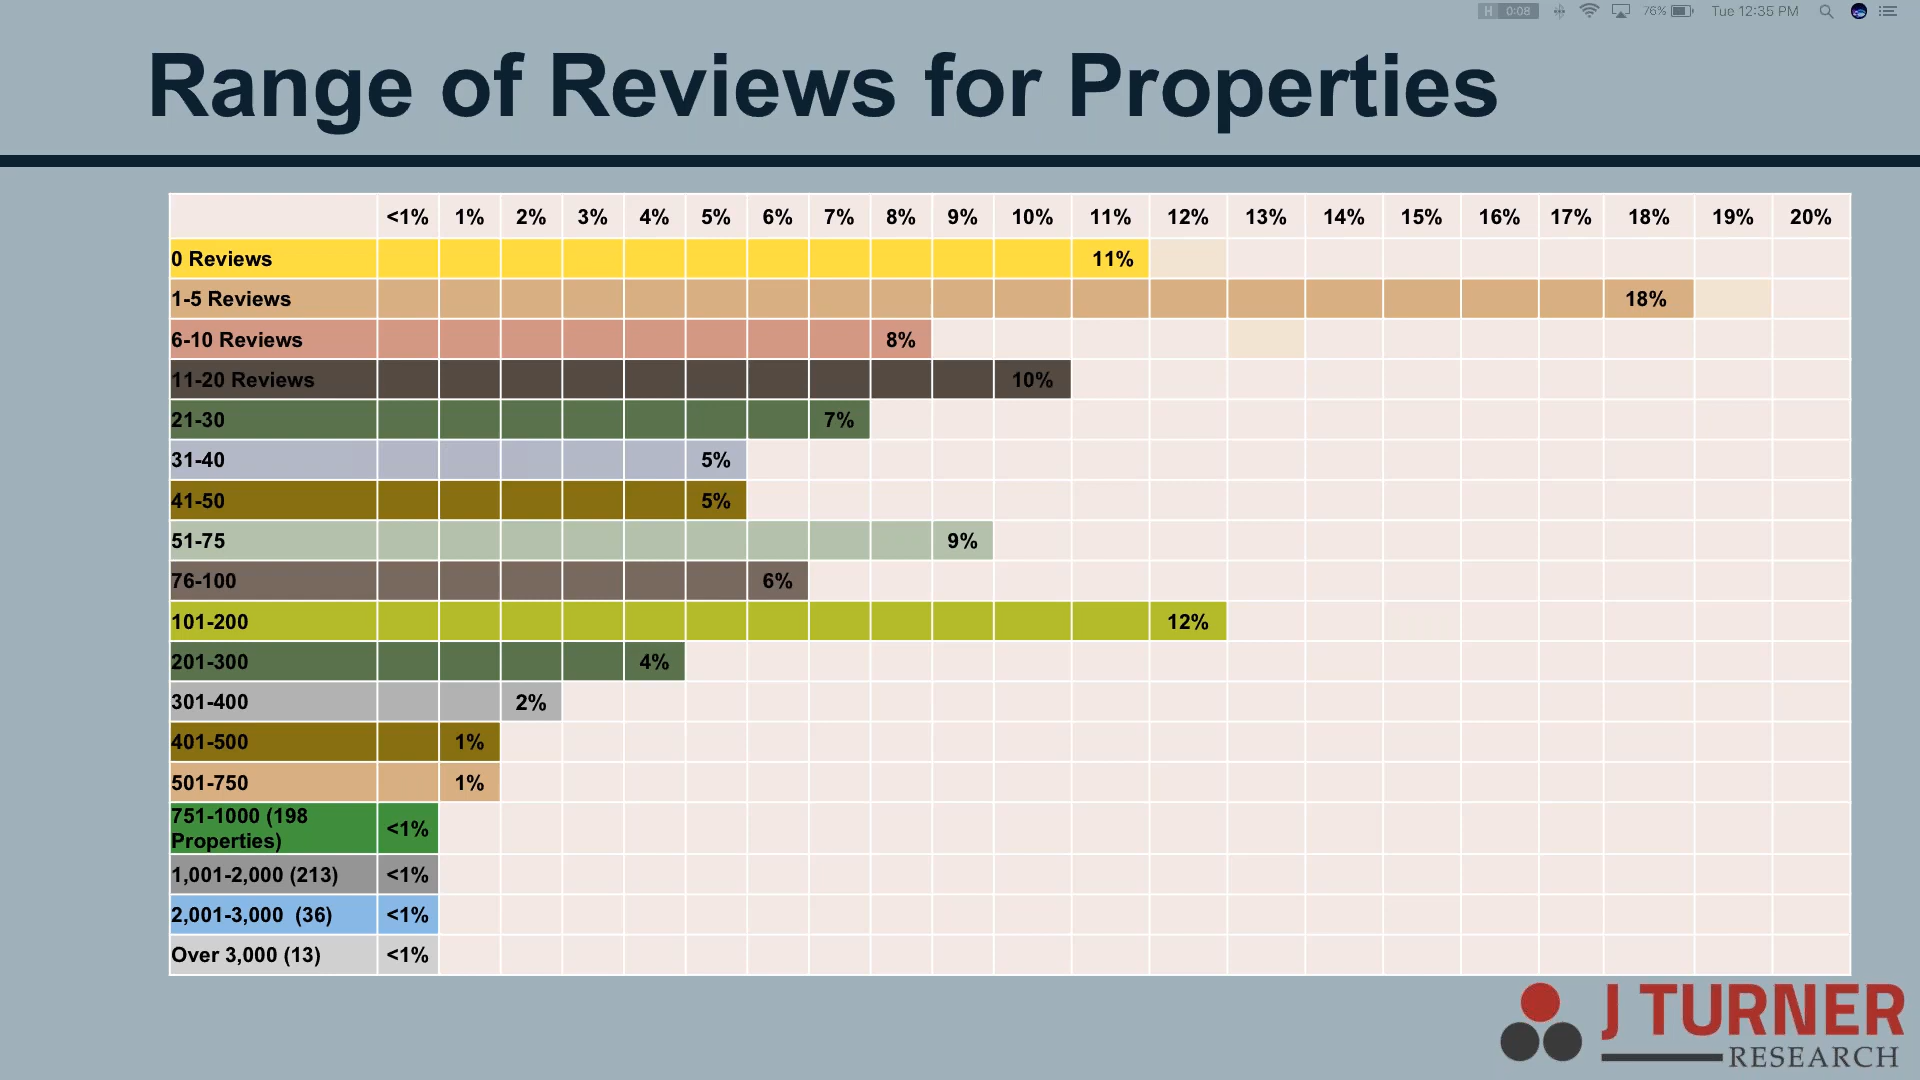 H 0:08 76% Tue 12:35 PM
Range of Reviews for Properties
<1% 1% 2% 3% 4% 5% 6% 7% 8% 9% 10% 11% 12% 13% 14% 15% 16% 17% 18% 19% 20%
0 Reviews 11%
1-5 Reviews 18%
6-10 Reviews 8%
11-20 Reviews 10%
21-30 7%
31-40 5%
41-50 5%
51-75 9%
76-100 6%
101-200 12%
201-300 4%
301-400 2%
401-500 1%
501-750 1%
751-1000 (198
Properties) <1%
1,001-2,000 (213) <1%
2,001-3,000 (36) <1%
Over 3,000 (13) <1%
J TURNER
RESEARCH